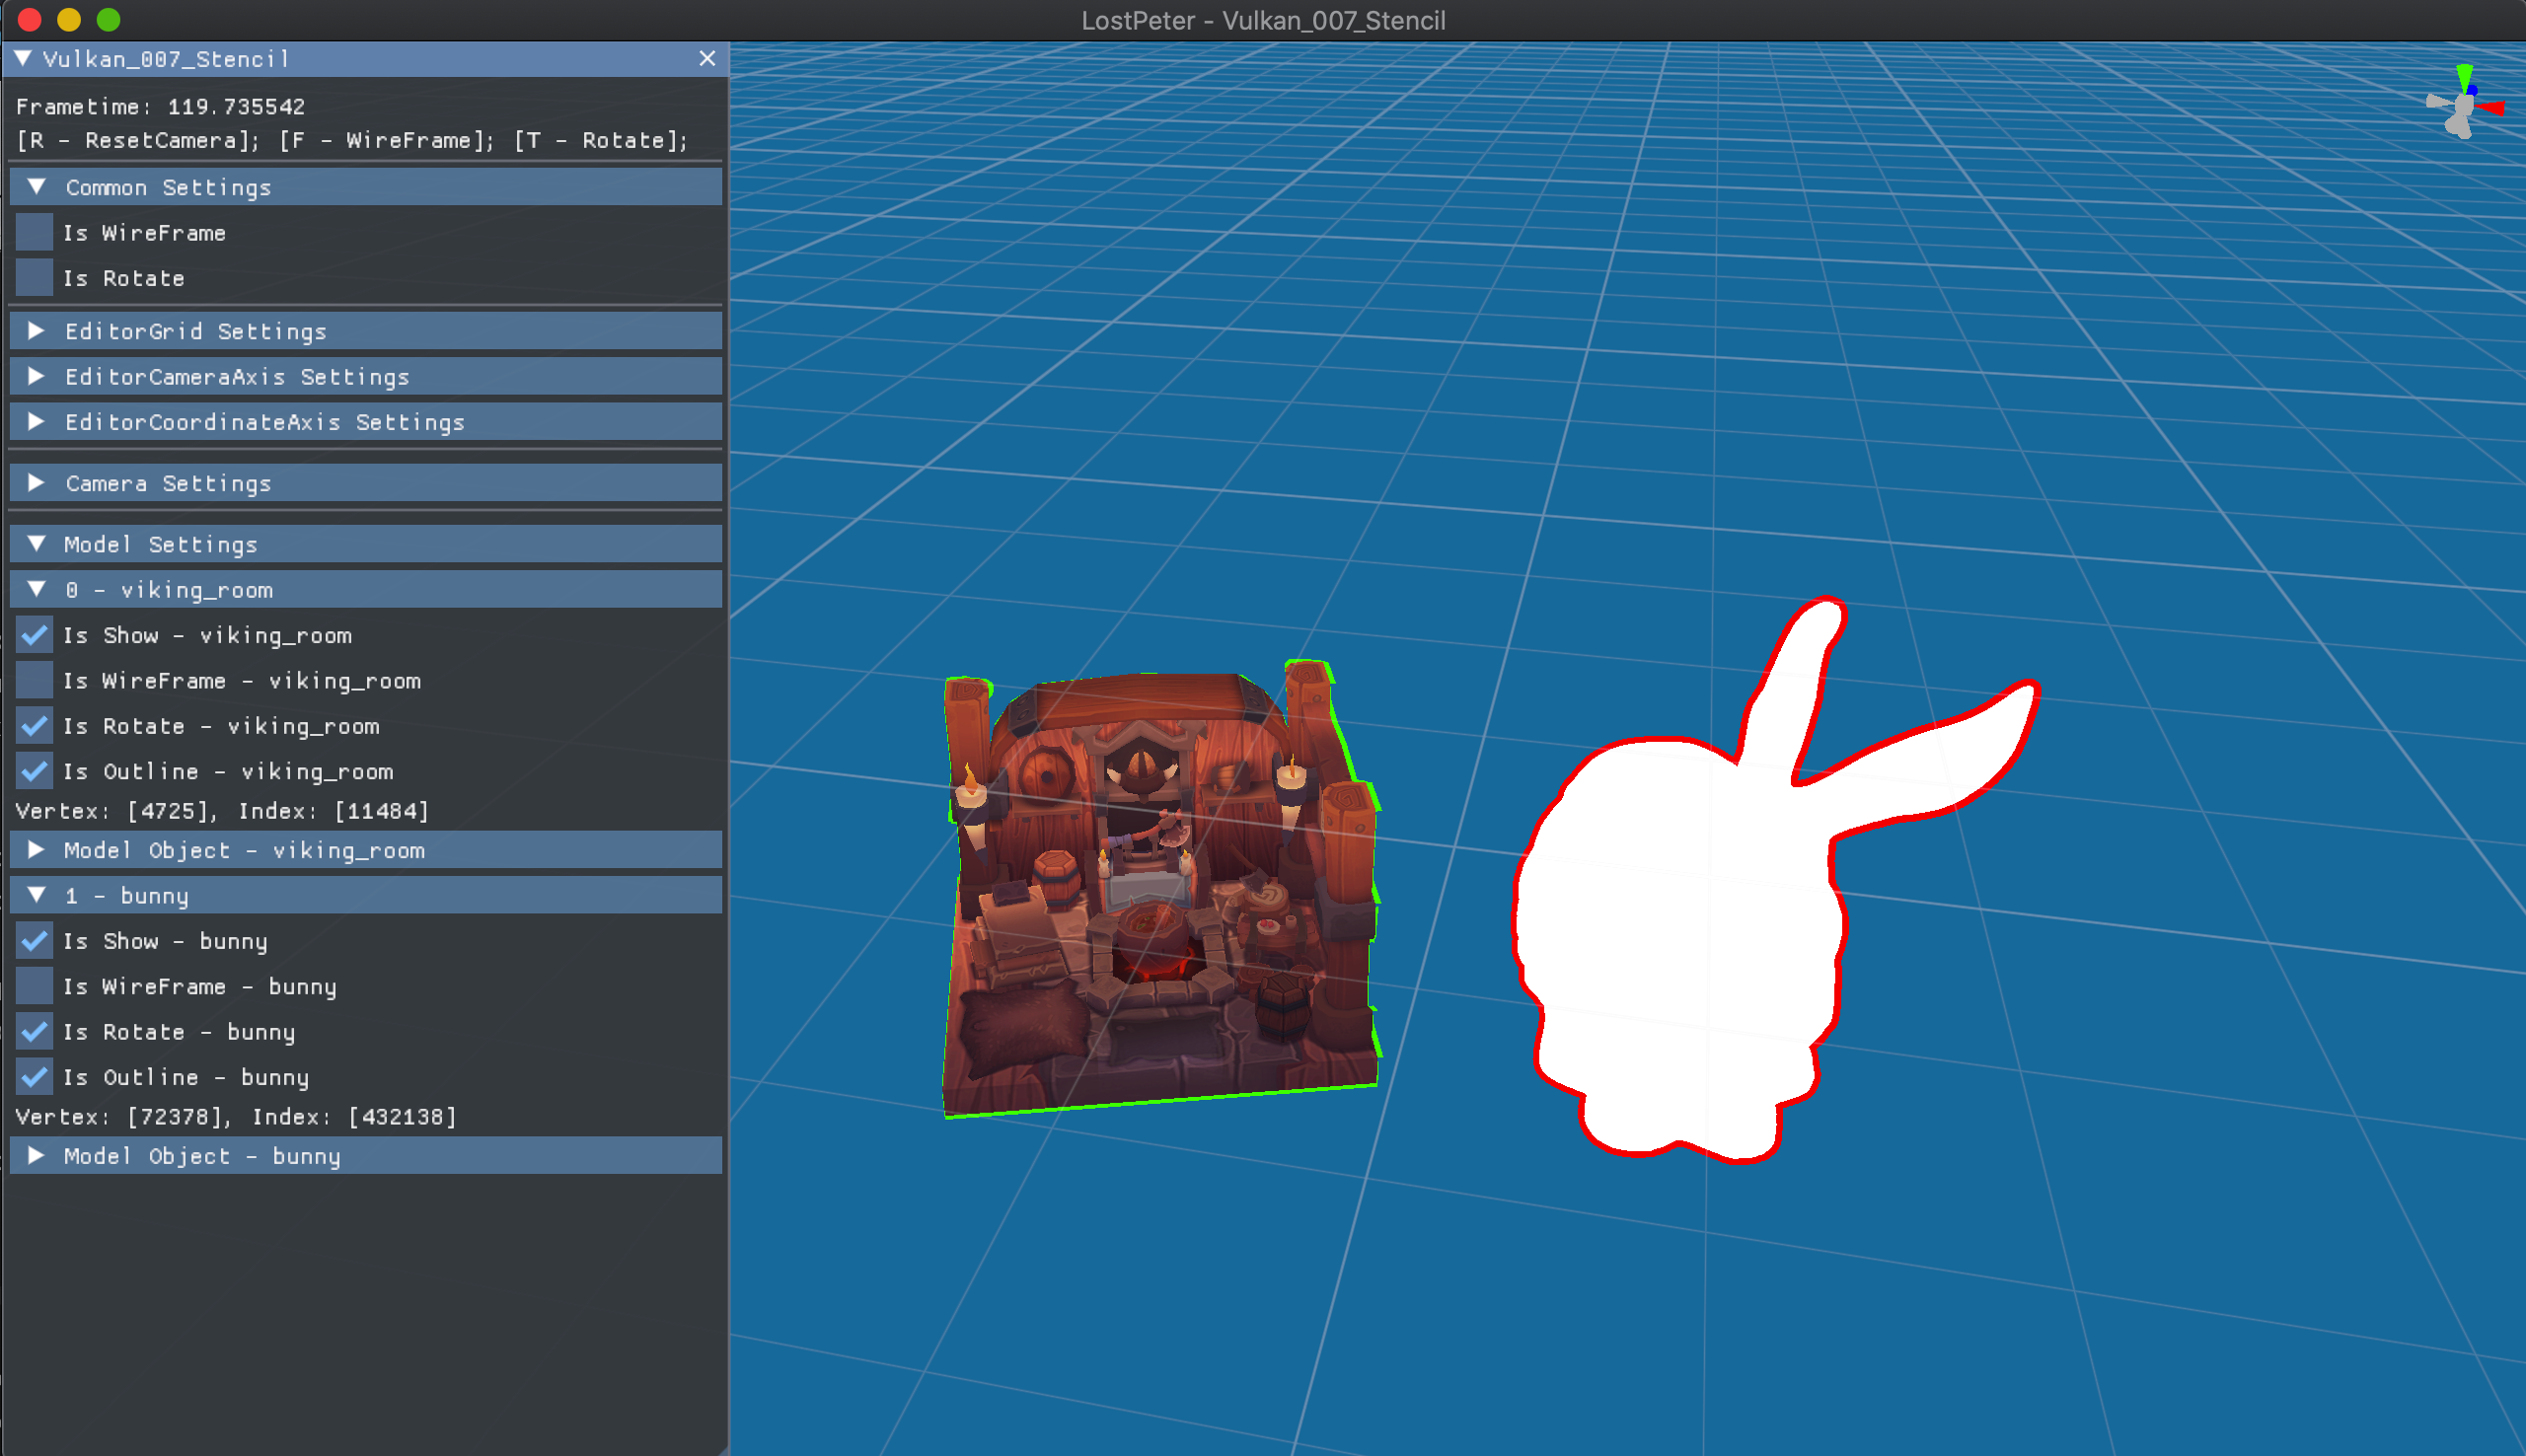 LostPeter - Vulkan_007_Stencil
Vulkan_007_Stencil
Frametime: 119.735542
[R - ResetCamera]; [F - WireFrame]; [T - Rotate];
Common Settings
Is WireFrame
Is Rotate
EditorGrid Settings
EditorCameraAxis Settings
EditorCoordinateAxis Settings
Camera Settings
Model Settings
0 - viking_room
Is Show - viking_room
Is WireFrame - viking_room
Is Rotate - viking_room
Is Outline - viking_room
Vertex: [4725], Index: [11484]
Model Object - viking_room
1 - bunny
Is Show - bunny
Is WireFrame - bunny
Is Rotate - bunny
Is Outline - bunny
Vertex: [72378], Index: [432138]
Model Object - bunny